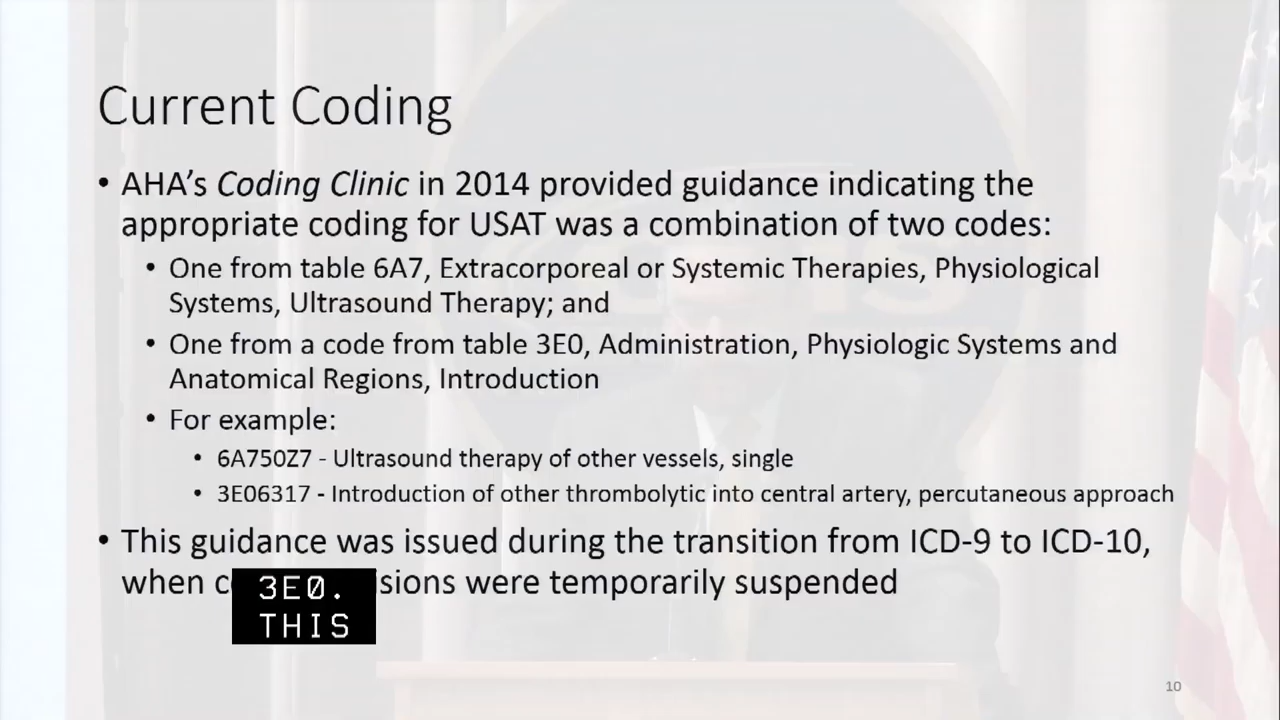 Current Coding
• AHA's Coding Clinic in 2014 provided guidance indicating the
appropriate coding for USAT was a combination of two codes:
• One from table 6A7, Extracorporeal or Systemic Therapies, Physiological
Systems, Ultrasound Therapy; and
• One from a code from table 3E0, Administration, Physiologic Systems and
Anatomical Regions, Introduction
• For example:
• 6A750Z7 - Ultrasound therapy of other vessels, single
• 3E06317 - Introduction of other thrombolytic into central artery, percutaneous approach
• This guidance was issued during the transition from ICD-9 to ICD-10,
when were temporarily suspended
3E0.
THIS
10